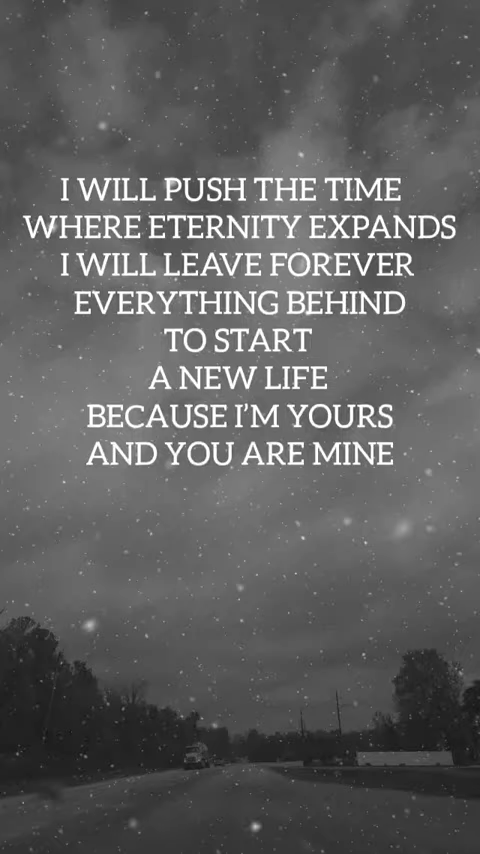 I WILL PUSH THE TIME
WHERE ETERNITY EXPANDS
I WILL LEAVE FOREVER
EVERYTHING BEHIND
TO START
A NEW LIFE
BECAUSE I’M YOURS
AND YOU ARE MINE